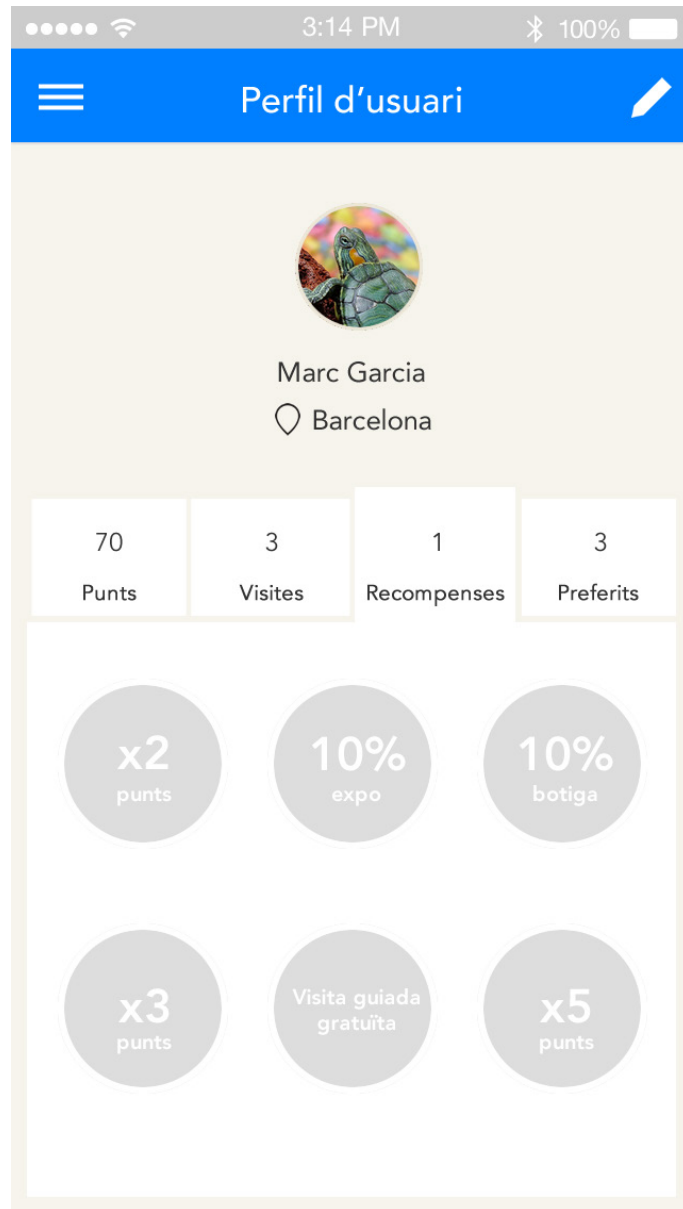 3:14 PM 100%
Perfil d’usuari
Marc Garcia
Barcelona
70 3 1 3
Punts Visites Recompenses Preferits
x2 10% 10%
punts expo botiga
x3 Visita guiada x5
punts gratuïta punts